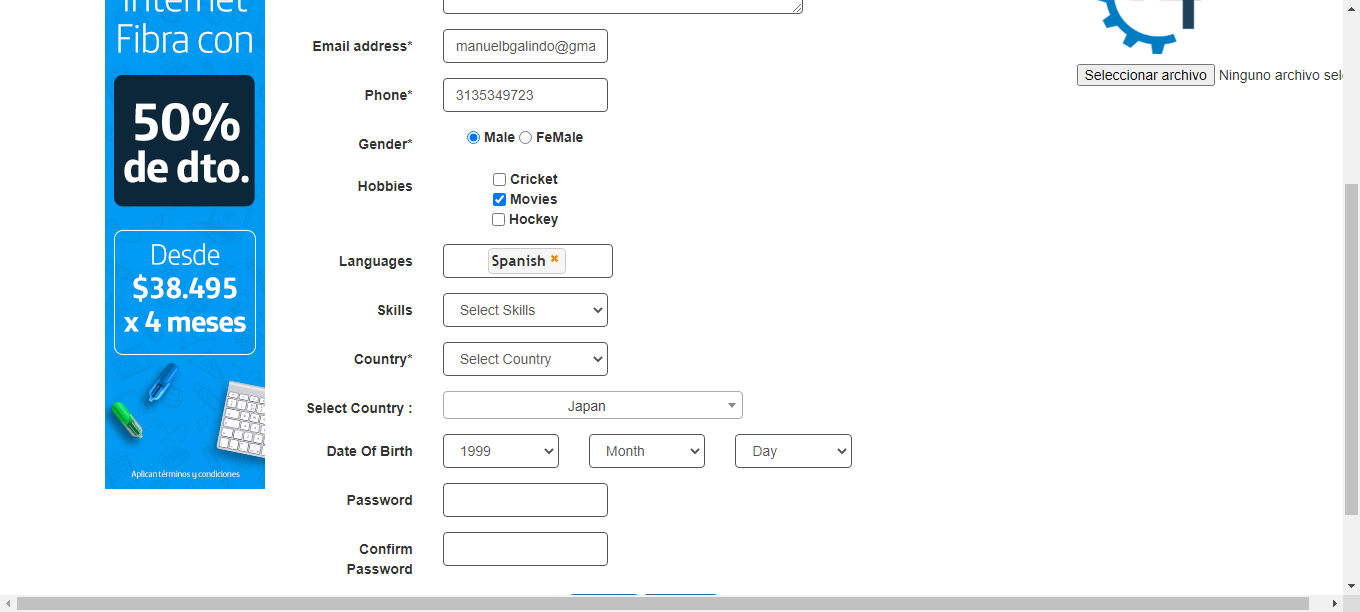 Internet
Fibra con
50%
de dto.
Desde
$38.495
x 4 meses
Aplican términos y condiciones
Email address*
manuelbgalindo@gma
Phone*
3135349723
Gender*
Male FeMale
Hobbies
Cricket
Movies
Hockey
Languages
Spanish
Skills
Select Skills
Country*
Select Country
Select Country :
Japan
Date Of Birth
1999 Month Day
Password
Confirm
Password
Seleccionar archivo Ninguno archivo sel